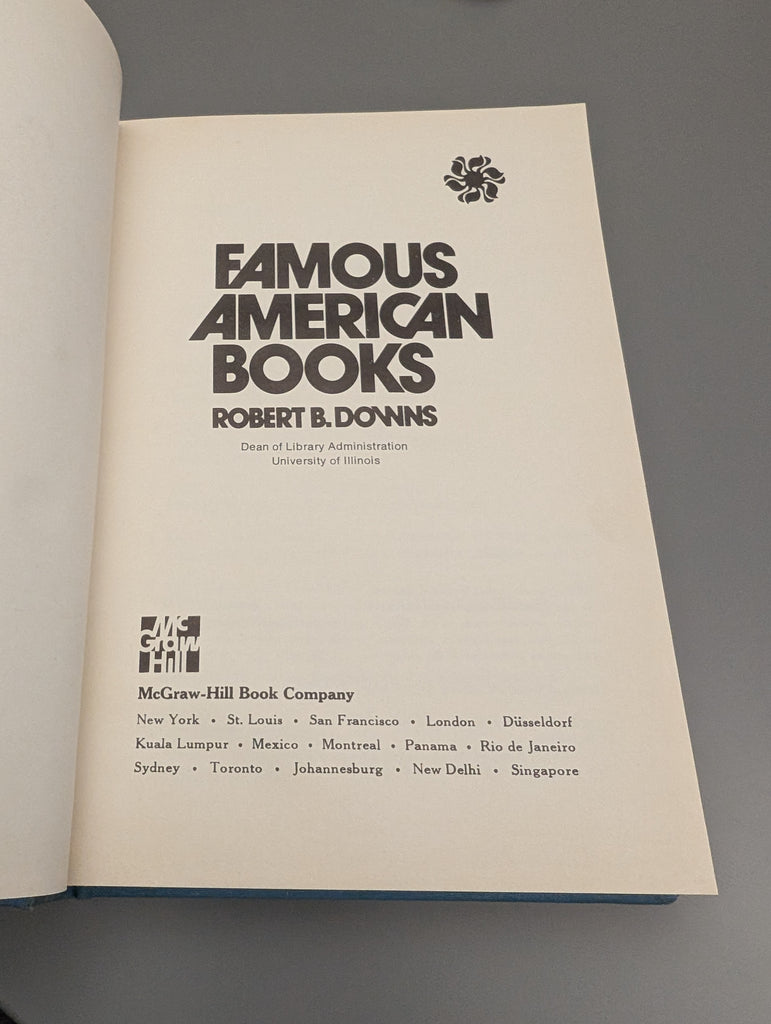 FAMOUS
AMERICAN
BOOKS
ROBERT B. DOWNS
Dean of Library Administration
University of Illinois
Mc
Graw
Hill
McGraw-Hill Book Company
New York • St. Louis • San Francisco • London • Düsseldorf
Kuala Lumpur • Mexico • Montreal • Panama • Rio de Janeiro
Sydney • Toronto • Johannesburg • New Delhi • Singapore